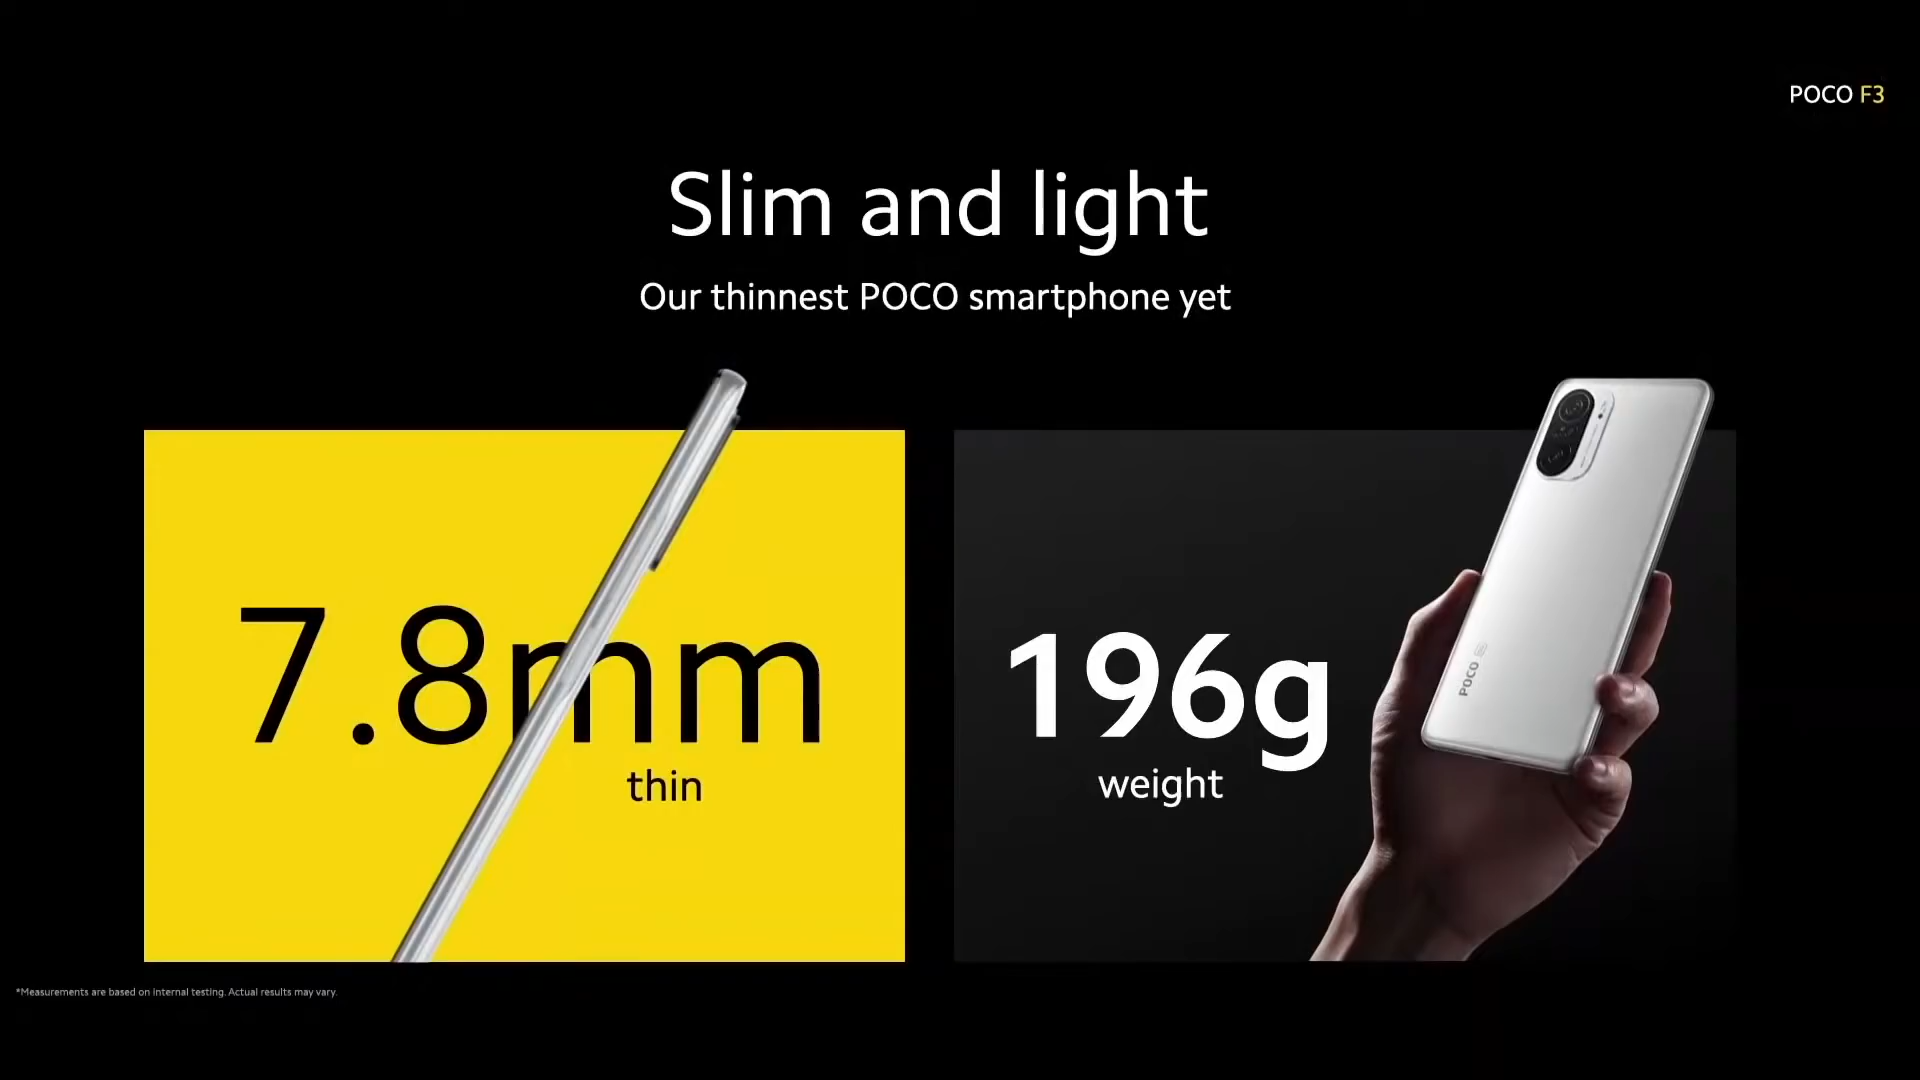 POCO F3
Slim and light
Our thinnest POCO smartphone yet
7.8mm
thin
196g
weight
POCO
*Measurements are based on internal testing. Actual results may vary.